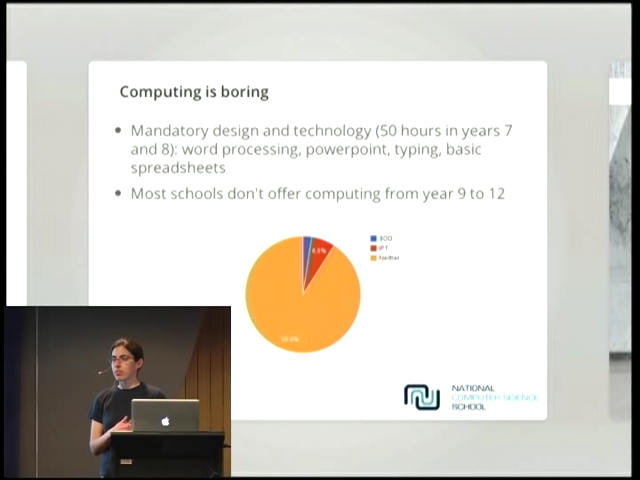 Computing is boring
Mandatory design and technology (50 hours in years 7
and 8): word processing, powerpoint, typing, basic
spreadsheets
Most schools don't offer computing from year 9 to 12
SDD
IPT
Neither
NATIONAL
COMPUTER SCIENCE
SCHOOL